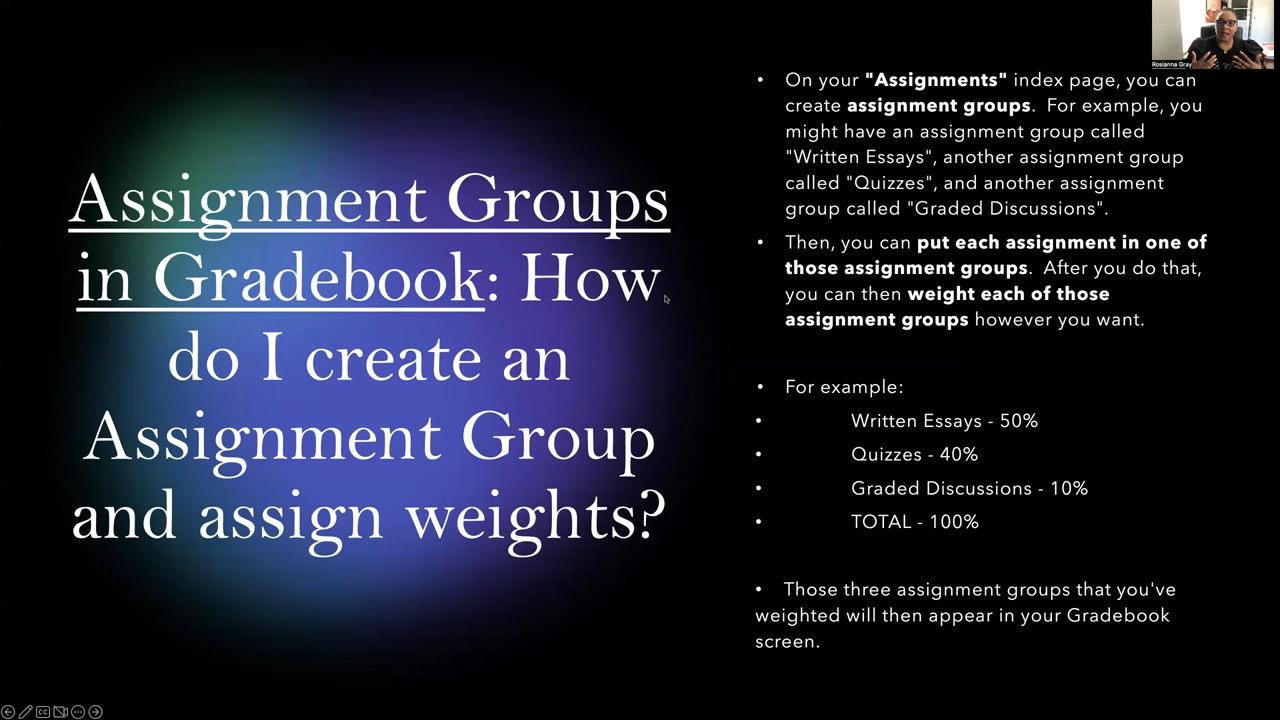 Assignment Groups
in Gradebook: How
do I create an
Assignment Group
and assign weights?
Rosianna Gray
• On your "Assignments" index page, you can
create assignment groups. For example, you
might have an assignment group called
"Written Essays", another assignment group
called "Quizzes", and another assignment
group called "Graded Discussions".
• Then, you can put each assignment in one of
those assignment groups. After you do that,
you can then weight each of those
assignment groups however you want.
• For example:
• Written Essays - 50%
• Quizzes - 40%
• Graded Discussions - 10%
• TOTAL - 100%
• Those three assignment groups that you've
weighted will then appear in your Gradebook
screen.